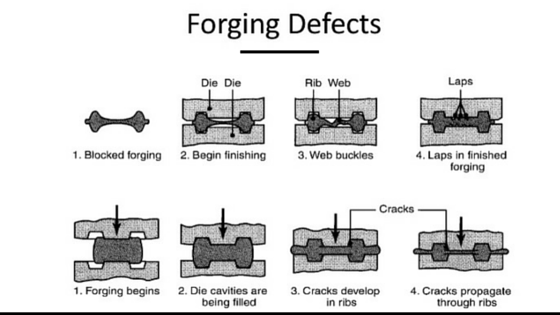 Forging Defects
Die Die
Rib Web
Laps
1. Blocked forging
2. Begin finishing
3. Web buckles
4. Laps in finished
forging
Cracks
1. Forging begins
2. Die cavities are
being filled
3. Cracks develop
in ribs
4. Cracks propagate
through ribs